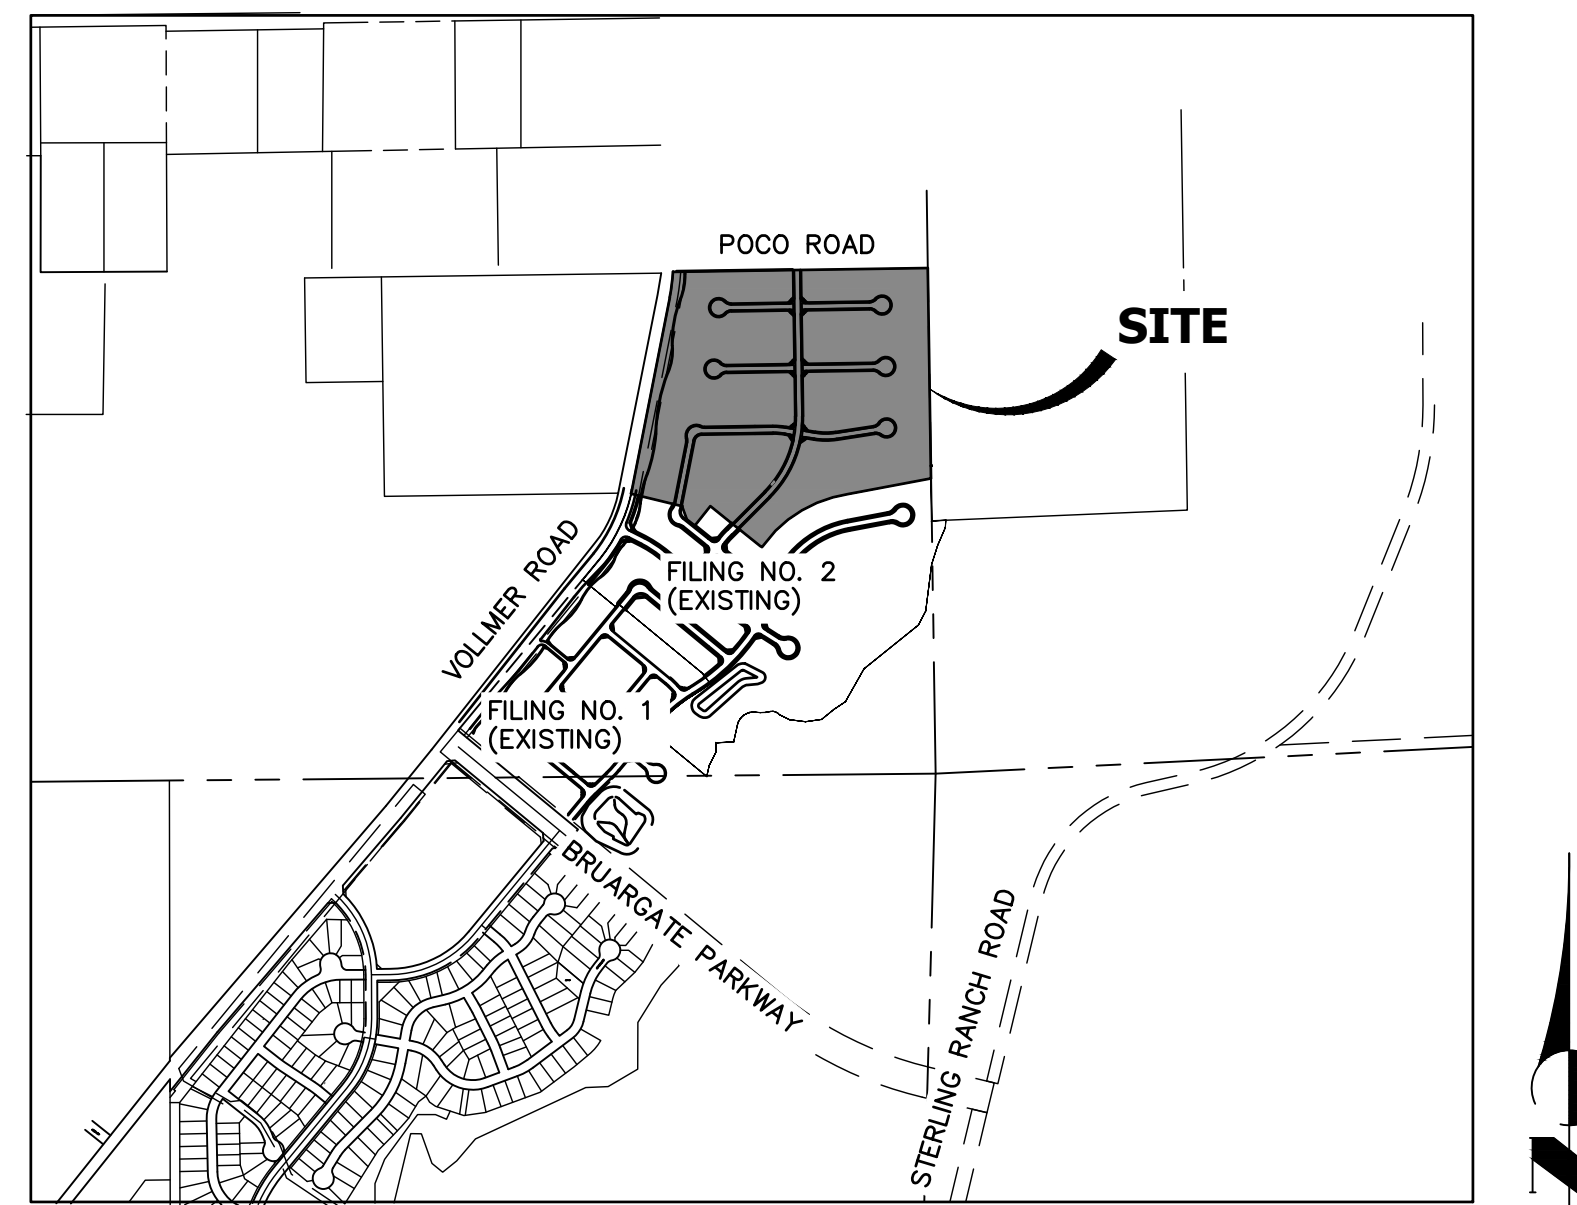 POCO ROAD
SITE
VOLLMER ROAD
FILING NO. 2
(EXISTING)
FILING NO. 1
(EXISTING)
BRUARGATE PARKWAY
STERLING RANCH ROAD
N